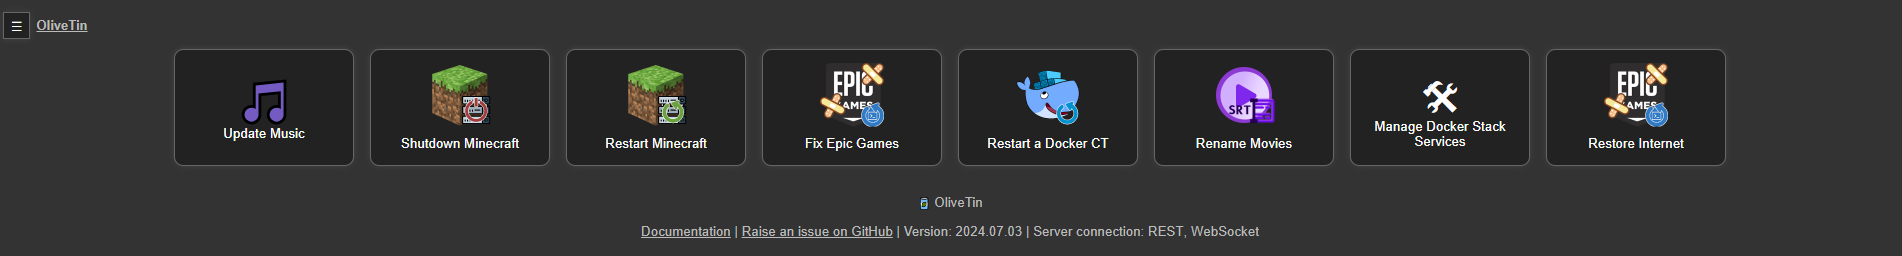 ☰ OliveTin
Update Music
Shutdown Minecraft
Restart Minecraft
EPIC
GAMES
Fix Epic Games
Restart a Docker CT
SRT
Rename Movies
Manage Docker Stack
Services
EPIC
GAMES
Restore Internet
OliveTin
Documentation | Raise an issue on GitHub | Version: 2024.07.03 | Server connection: REST, WebSocket